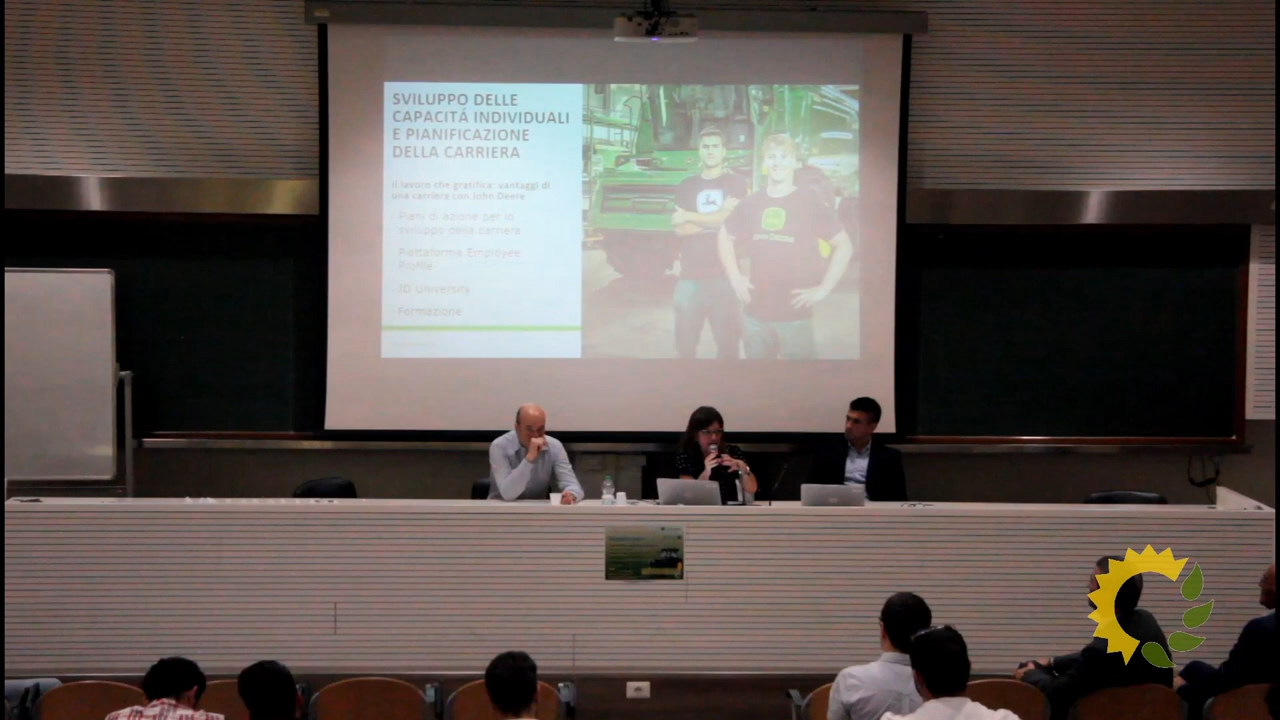 SVILUPPO DELLE
CAPACITÁ INDIVIDUALI
E PIANIFICAZIONE
DELLA CARRIERA
Il lavoro che gratifica: vantaggi di
una carriera con John Deere
Piani di azione per lo
sviluppo della carriera
Piattaforma Employee
Profile
JD University
Formazione